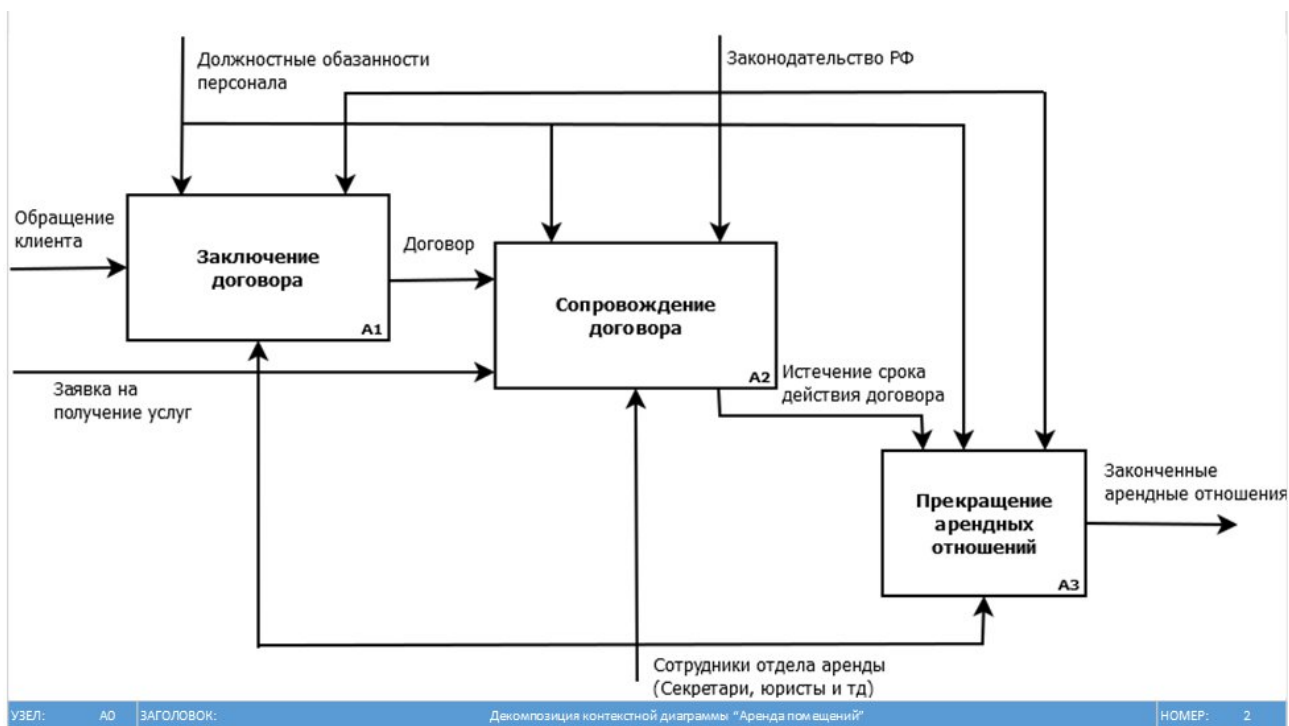 Должностные обазанности
персонала
Законодательство РФ
Обращение
клиента
Заключение
договора
A1
Договор
Сопровождение
договора
A2
Заявка на
получение услуг
Истечение срока
действия договора
Прекращение
арендных
отношений
A3
Законченные
арендные отношения
Сотрудники отдела аренды
(Секретари, юристы и тд)
УЗЕЛ: A0 ЗАГОЛОВОК: Декомпозиция контекстной диаграммы "Аренда помещений" НОМЕР: 2